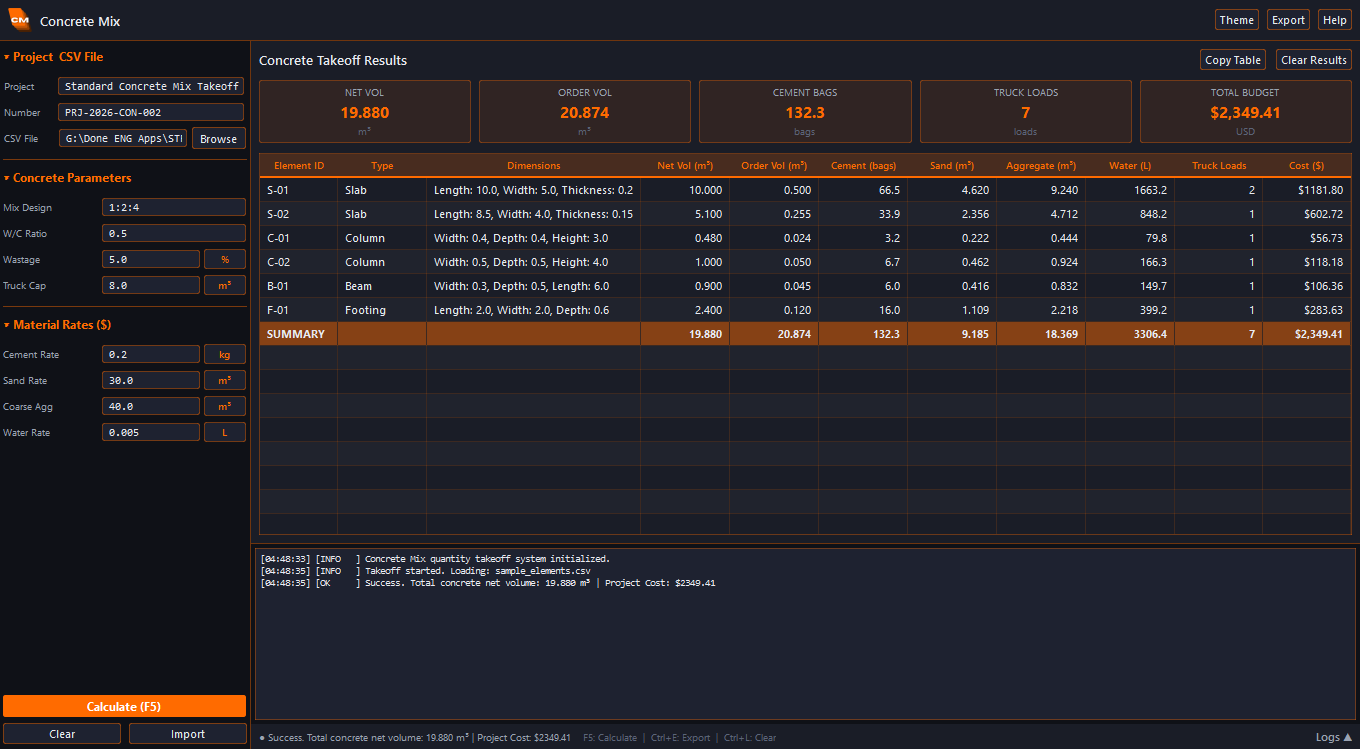 CM Concrete Mix Theme Export Help
▾ Project CSV File
Project Standard Concrete Mix Takeoff
Number PRJ-2026-CON-002
CSV File G:\Done ENG Apps\STI Browse
▾ Concrete Parameters
Mix Design 1:2:4
W/C Ratio 0.5
Wastage 5.0 %
Truck Cap 8.0 m³
▾ Material Rates ($)
Cement Rate 0.2 kg
Sand Rate 30.0 m³
Coarse Agg 40.0 m³
Water Rate 0.005 L
Calculate (F5)
Clear Import
Concrete Takeoff Results Copy Table Clear Results
NET VOL ORDER VOL CEMENT BAGS TRUCK LOADS TOTAL BUDGET
19.880 20.874 132.3 7 $2,349.41
m³ m³ bags loads USD
Element ID Type Dimensions Net Vol (m³) Order Vol (m³) Cement (bags) Sand (m³) Aggregate (m³) Water (L) Truck Loads Cost ($)
S-01 Slab Length: 10.0, Width: 5.0, Thickness: 0.2 10.000 0.500 66.5 4.620 9.240 1663.2 2 $1181.80
S-02 Slab Length: 8.5, Width: 4.0, Thickness: 0.15 5.100 0.255 33.9 2.356 4.712 848.2 1 $602.72
C-01 Column Width: 0.4, Depth: 0.4, Height: 3.0 0.480 0.024 3.2 0.222 0.444 79.8 1 $56.73
C-02 Column Width: 0.5, Depth: 0.5, Height: 4.0 1.000 0.050 6.7 0.462 0.924 166.3 1 $118.18
B-01 Beam Width: 0.3, Depth: 0.5, Length: 6.0 0.900 0.045 6.0 0.416 0.832 149.7 1 $106.36
F-01 Footing Length: 2.0, Width: 2.0, Depth: 0.6 2.400 0.120 16.0 1.109 2.218 399.2 1 $283.63
SUMMARY 19.880 20.874 132.3 9.185 18.369 3306.4 7 $2,349.41
[04:48:33] [INFO ] Concrete Mix quantity takeoff system initialized.
[04:48:35] [INFO ] Takeoff started. Loading: sample_elements.csv
[04:48:35] [OK ] Success. Total concrete net volume: 19.880 m³ | Project Cost: $2349.41
● Success. Total concrete net volume: 19.880 m³ | Project Cost: $2349.41 F5: Calculate | Ctrl+E: Export | Ctrl+L: Clear Logs ▲